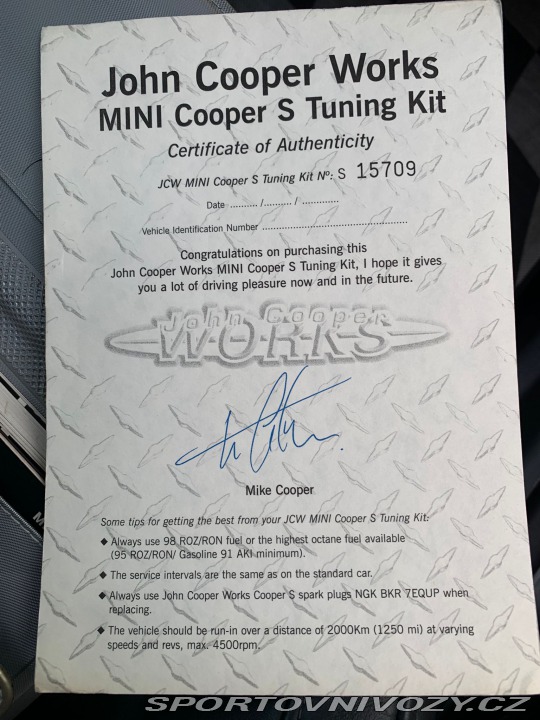 John Cooper Works
MINI Cooper S Tuning Kit
Certificate of Authenticity
JCW MINI Cooper S Tuning Kit Nº: S 15709
Date ........... /........... / ..............
Vehicle Identification Number ......................................................
Congratulations on purchasing this
John Cooper Works MINI Cooper S Tuning Kit, I hope it gives
you a lot of driving pleasure now and in the future.
John Cooper
WORKS
Mike Cooper
Some tips for getting the best from your JCW MINI Cooper S Tuning Kit:
◆ Always use 98 ROZ/RON fuel or the highest octane fuel available
(95 ROZ/RON/ Gasoline 91 AKI minimum).
◆ The service intervals are the same as on the standard car.
◆ Always use John Cooper Works Cooper S spark plugs NGK BKR 7EQUP when
replacing.
◆ The vehicle should be run-in over a distance of 2000Km (1250 mi) at varying
speeds and revs, max. 4500rpm.
SPORTOVNIVOZY.CZ